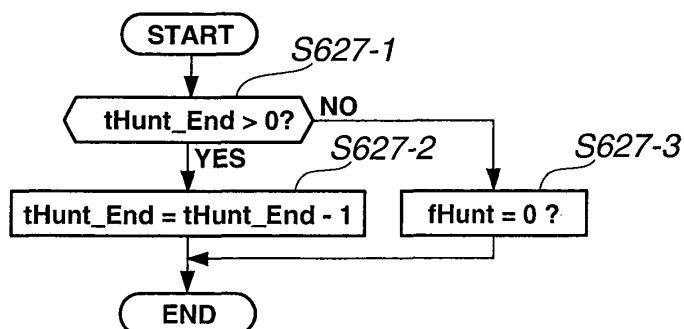 START
S627-1
tHunt_End > 0?
NO
YES
S627-2
S627-3
tHunt_End = tHunt_End - 1
fHunt = 0 ?
END